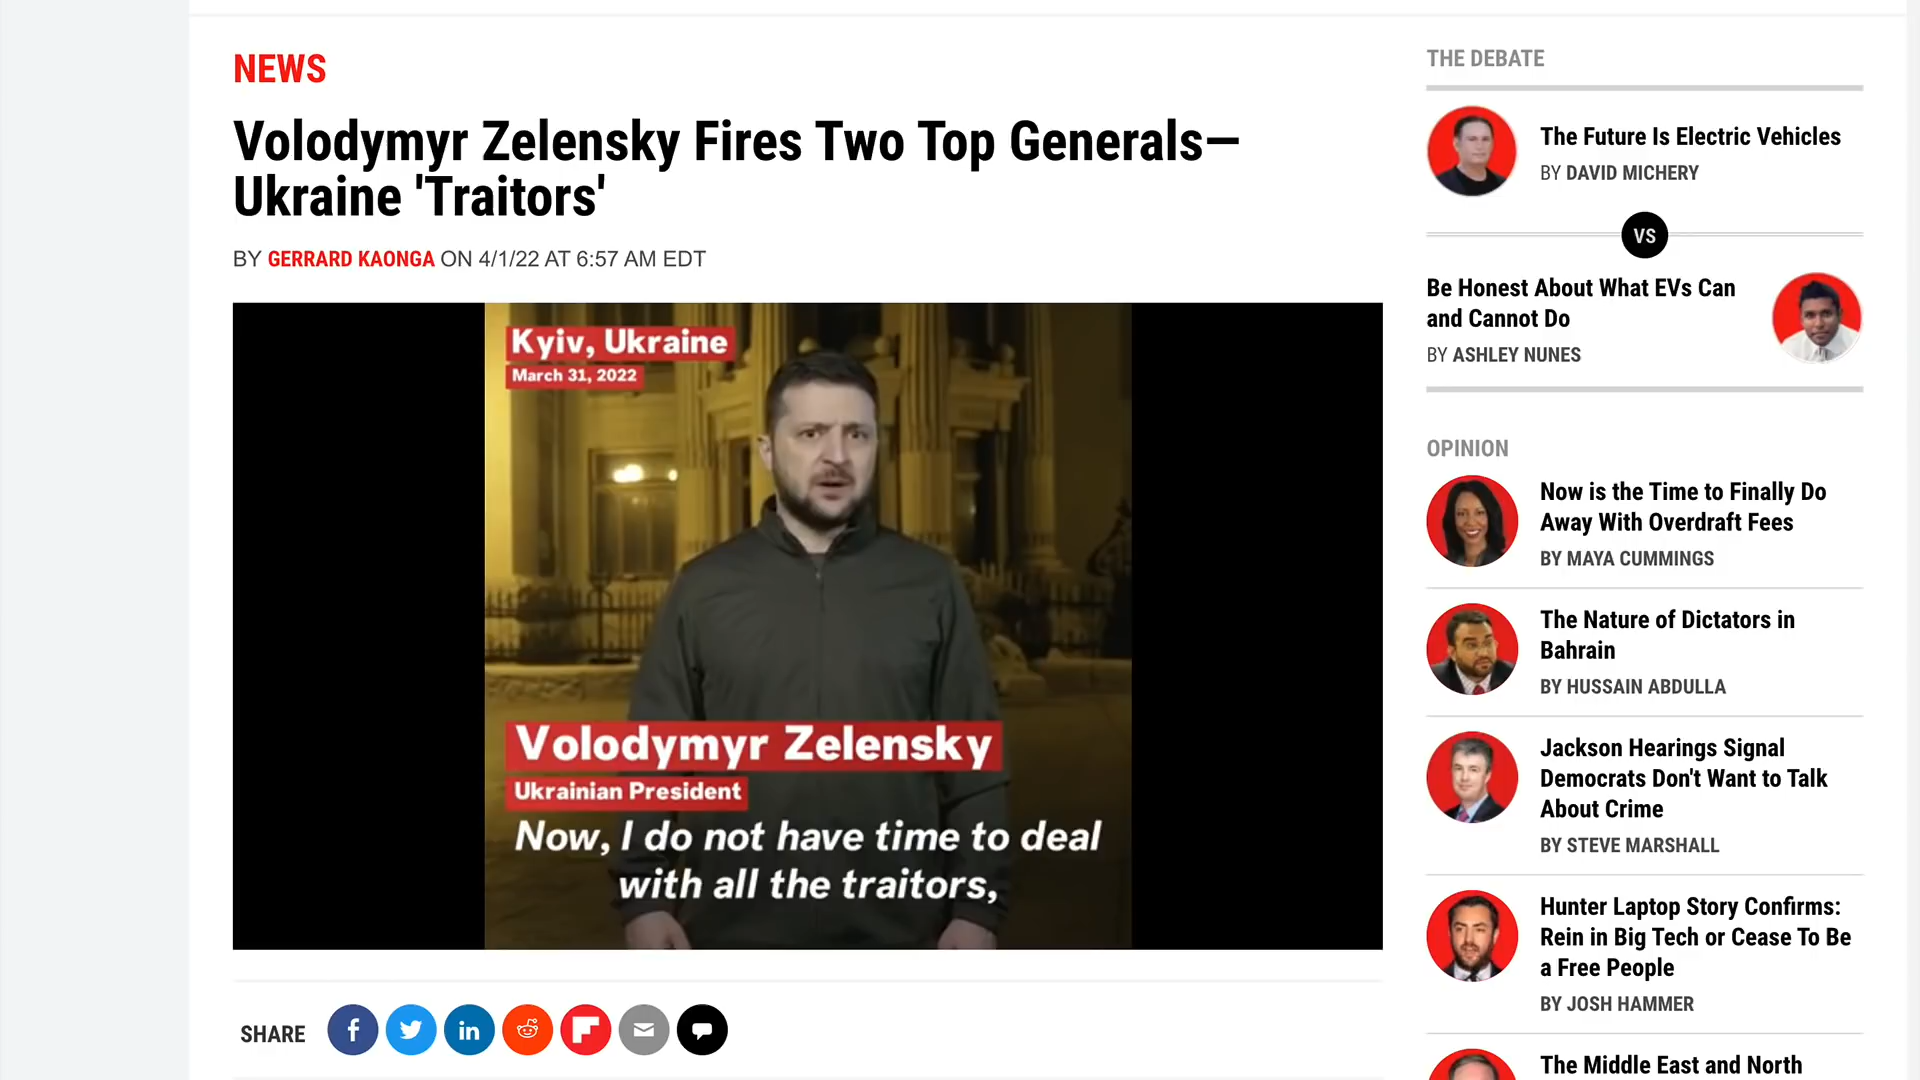 NEWS
Volodymyr Zelensky Fires Two Top Generals—
Ukraine 'Traitors'
BY GERRARD KAONGA ON 4/1/22 AT 6:57 AM EDT
Kyiv, Ukraine
March 31, 2022
Volodymyr Zelensky
Ukrainian President
Now, I do not have time to deal
with all the traitors,
SHARE
THE DEBATE
The Future Is Electric Vehicles
BY DAVID MICHERY
VS
Be Honest About What EVs Can
and Cannot Do
BY ASHLEY NUNES
OPINION
Now is the Time to Finally Do
Away With Overdraft Fees
BY MAYA CUMMINGS
The Nature of Dictators in
Bahrain
BY HUSSAIN ABDULLA
Jackson Hearings Signal
Democrats Don't Want to Talk
About Crime
BY STEVE MARSHALL
Hunter Laptop Story Confirms:
Rein in Big Tech or Cease To Be
a Free People
BY JOSH HAMMER
The Middle East and North